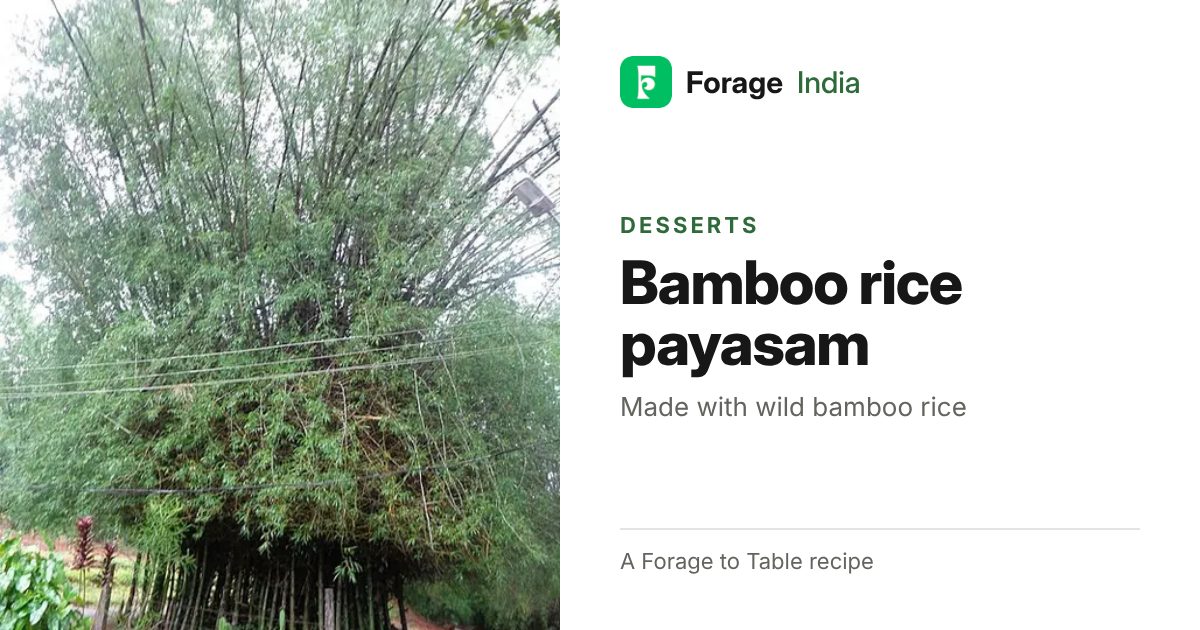 Forage India
DESSERTS
Bamboo rice
payasam
Made with wild bamboo rice
A Forage to Table recipe